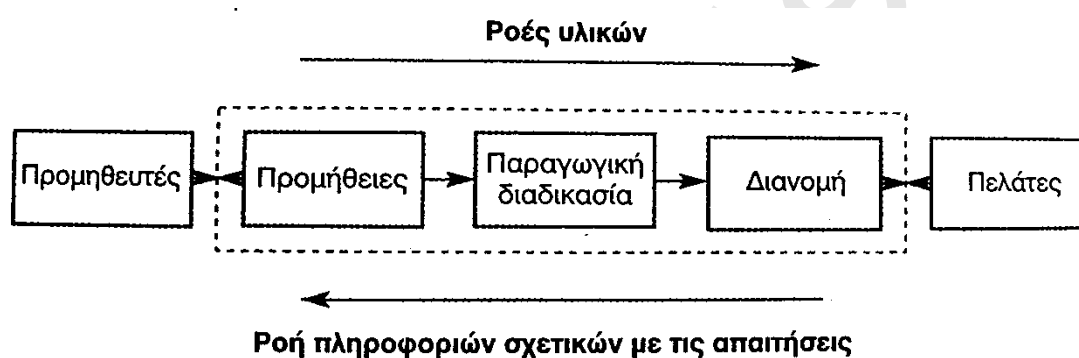 Ροές υλικών
Προμηθευτές
Προμήθειες
Παραγωγική
διαδικασία
Διανομή
Πελάτες
Ροή πληροφοριών σχετικών με τις απαιτήσεις